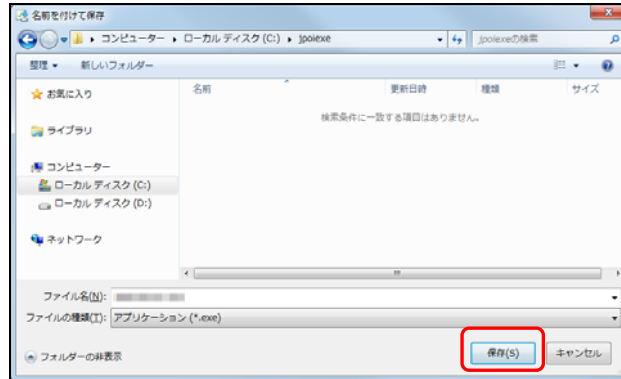 名前を付けて保存
コンピューター ▸ ローカル ディスク (C:) ▸ jpoiexe
jpoiexeの検索
整理 ▼ 新しいフォルダー
名前 更新日時 種類 サイズ
検索条件に一致する項目はありません。
お気に入り
ライブラリ
コンピューター
ローカル ディスク (C:)
ローカル ディスク (D:)
ネットワーク
ファイル名(N):
ファイルの種類(T): アプリケーション (*.exe)
フォルダーの非表示
保存(S) キャンセル